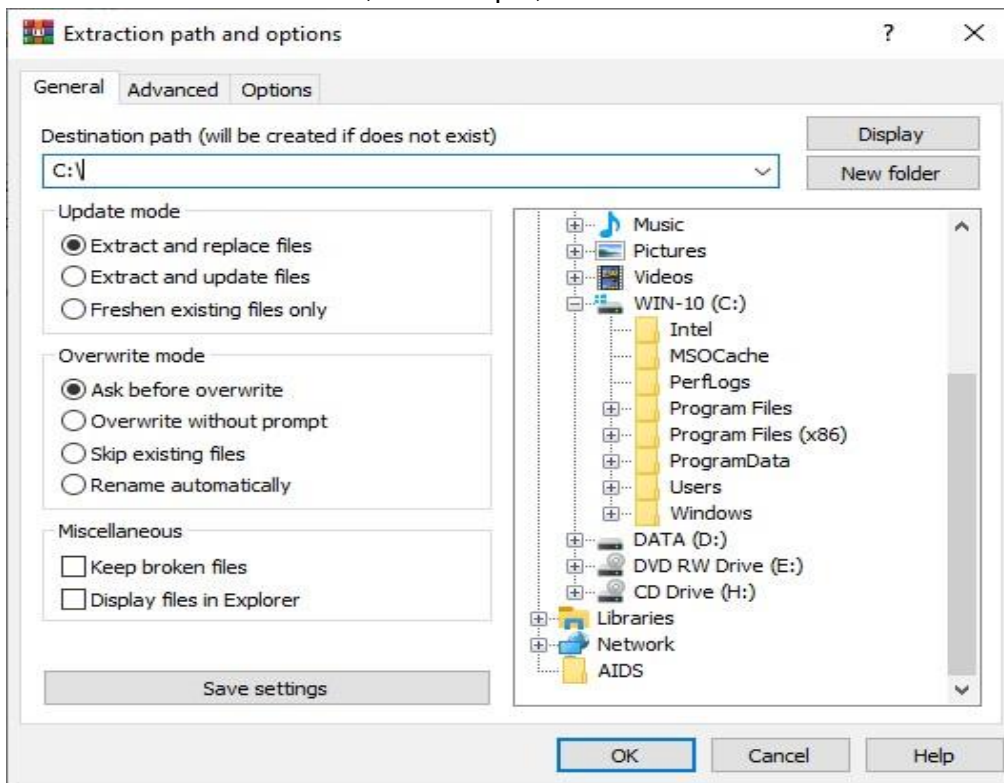 Extraction path and options
General Advanced Options
Destination path (will be created if does not exist)
Display
C:\
New folder
Update mode
Extract and replace files
Extract and update files
Freshen existing files only
Overwrite mode
Ask before overwrite
Overwrite without prompt
Skip existing files
Rename automatically
Miscellaneous
Keep broken files
Display files in Explorer
Save settings
Music
Pictures
Videos
WIN-10 (C:)
Intel
MSOCache
PerfLogs
Program Files
Program Files (x86)
ProgramData
Users
Windows
DATA (D:)
DVD RW Drive (E:)
CD Drive (H:)
Libraries
Network
AIDS
OK Cancel Help